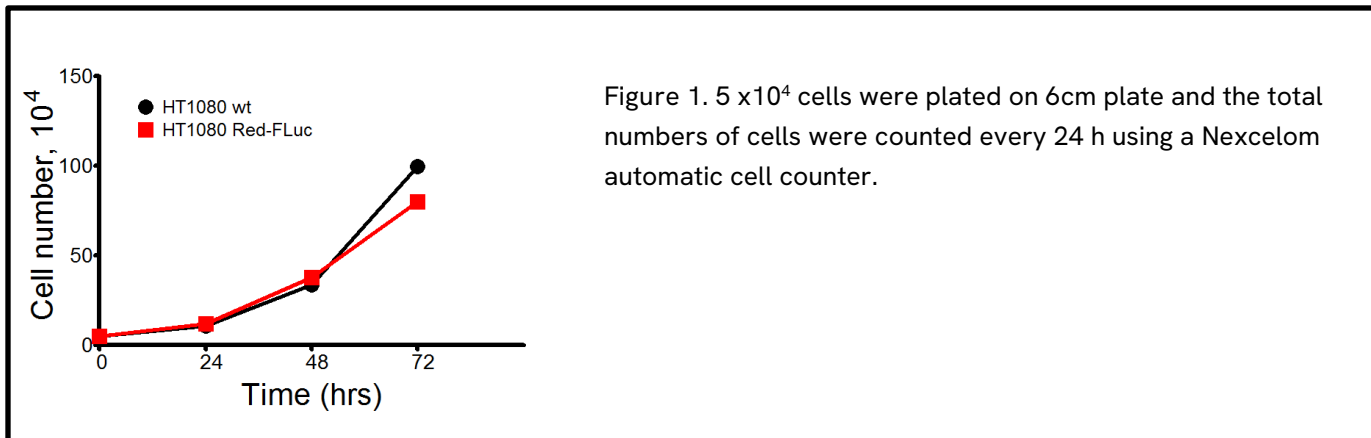 150
100
50
0
Cell number, 10⁴
HT1080 wt
HT1080 Red-FLuc
0 24 48 72
Time (hrs)
Figure 1. 5 x10⁴ cells were plated on 6cm plate and the total
numbers of cells were counted every 24 h using a Nexcelom
automatic cell counter.